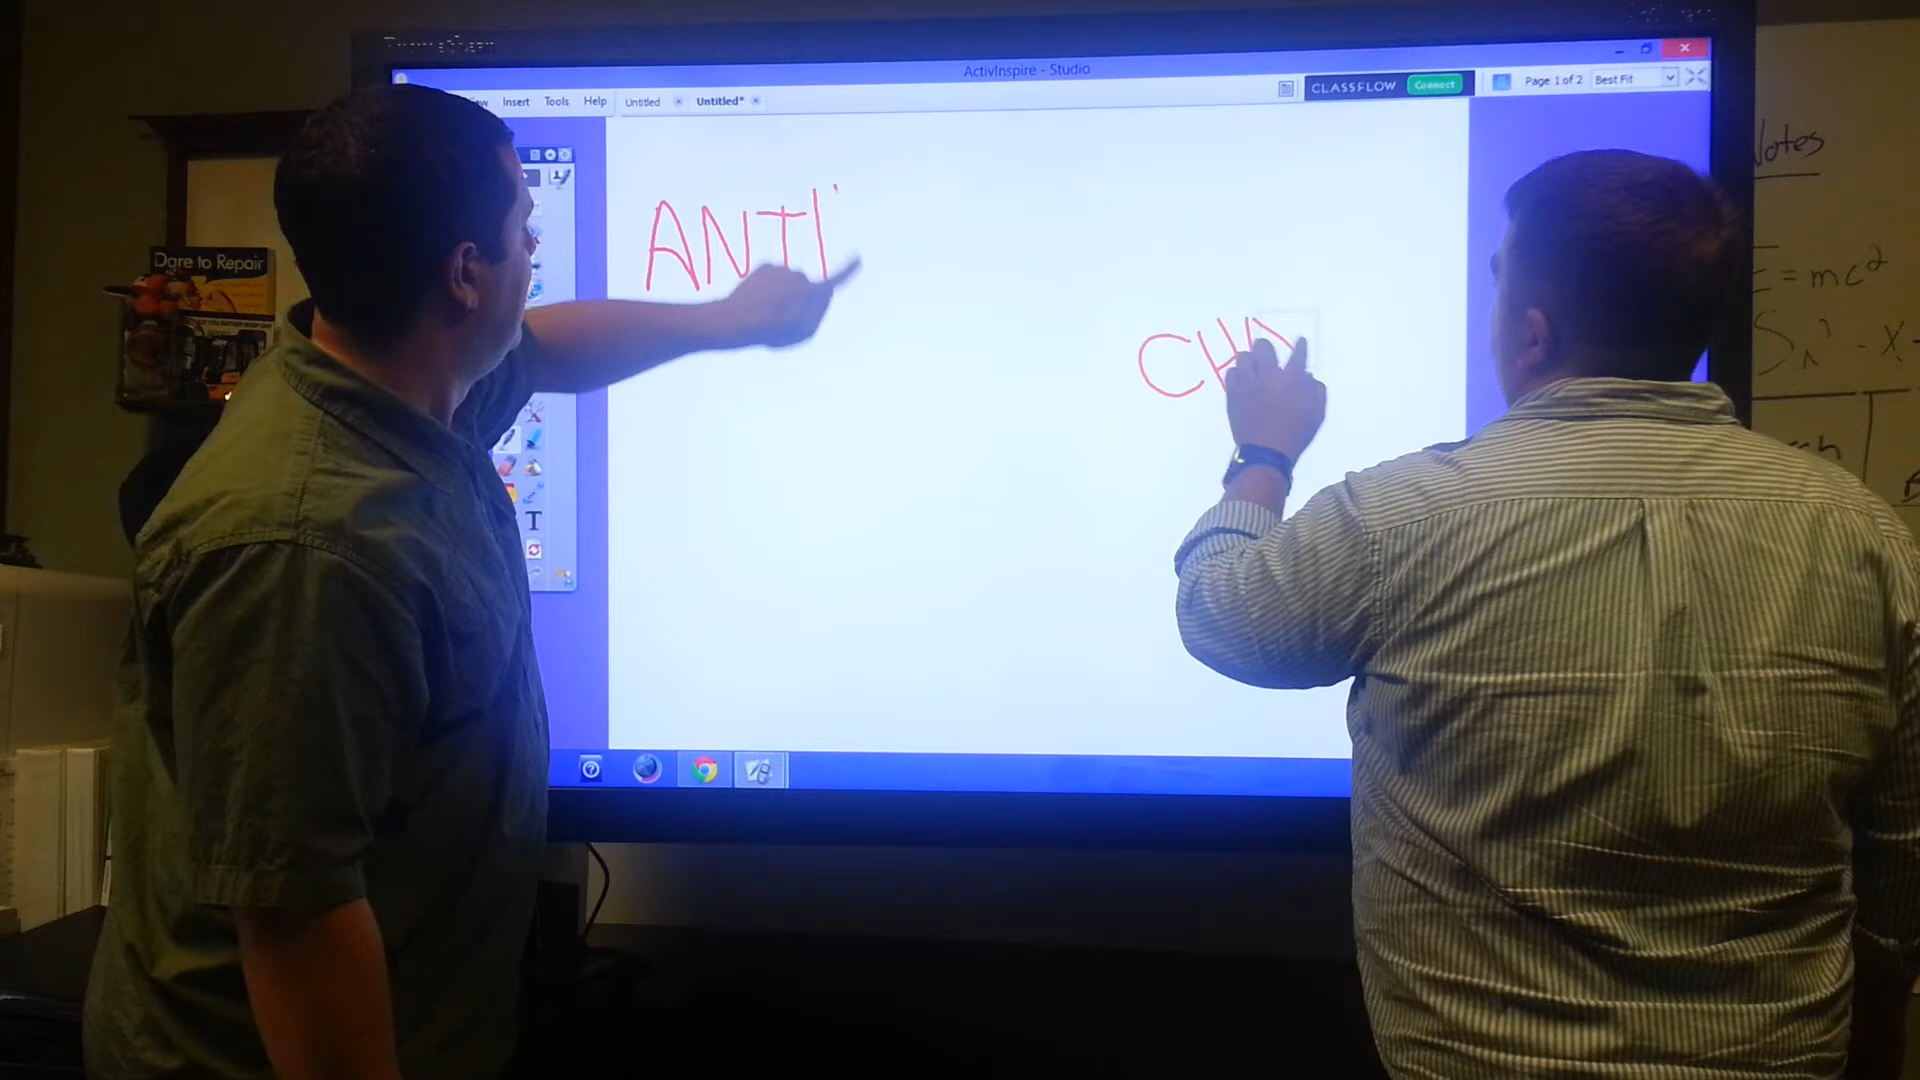 ActivInspire - Studio
Insert Tools Help Untitled Untitled* CLASSFLOW Connect Page 1 of 2 Best Fit
Notes
ANTI
Dare to Repair
= mc²
CHA
T